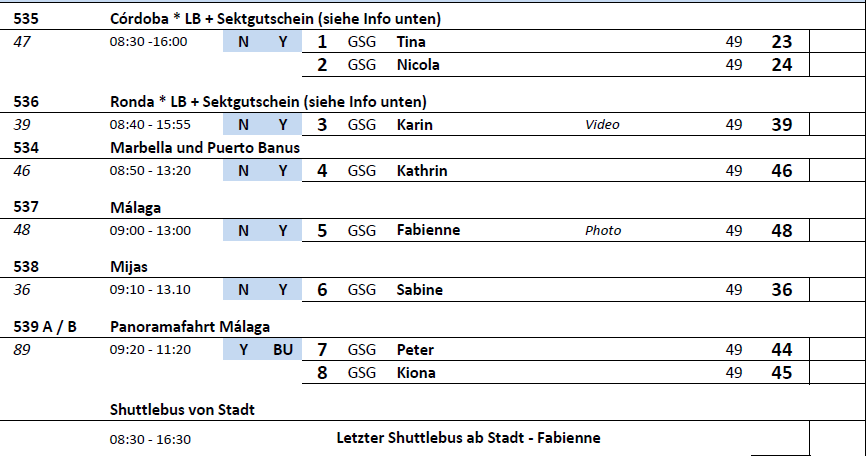 535 Córdoba * LB + Sektgutschein (siehe Info unten)
47 08:30 -16:00 N Y 1 GSG Tina 49 23
2 GSG Nicola 49 24
536 Ronda * LB + Sektgutschein (siehe Info unten)
39 08:40 - 15:55 N Y 3 GSG Karin Video 49 39
534 Marbella und Puerto Banus
46 08:50 - 13:20 N Y 4 GSG Kathrin 49 46
537 Málaga
48 09:00 - 13:00 N Y 5 GSG Fabienne Photo 49 48
538 Mijas
36 09:10 - 13.10 N Y 6 GSG Sabine 49 36
539 A / B Panoramafahrt Málaga
89 09:20 - 11:20 Y BU 7 GSG Peter 49 44
8 GSG Kiona 49 45
Shuttlebus von Stadt
08:30 - 16:30 Letzter Shuttlebus ab Stadt - Fabienne